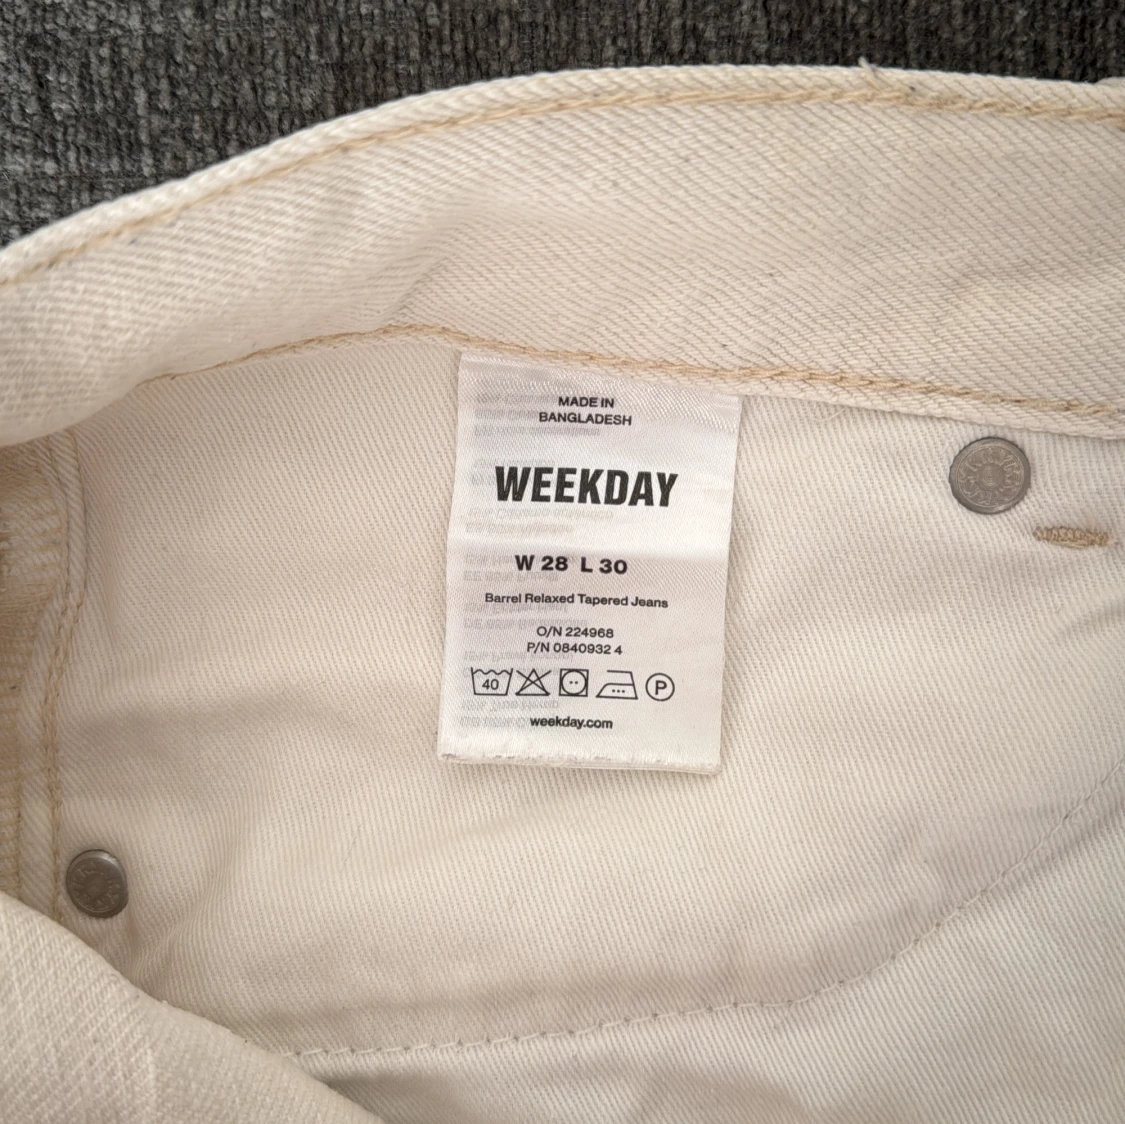 MADE IN
BANGLADESH
WEEKDAY
W 28 L 30
Barrel Relaxed Tapered Jeans
O/N 224968
P/N 0840932 4
40
P
weekday.com